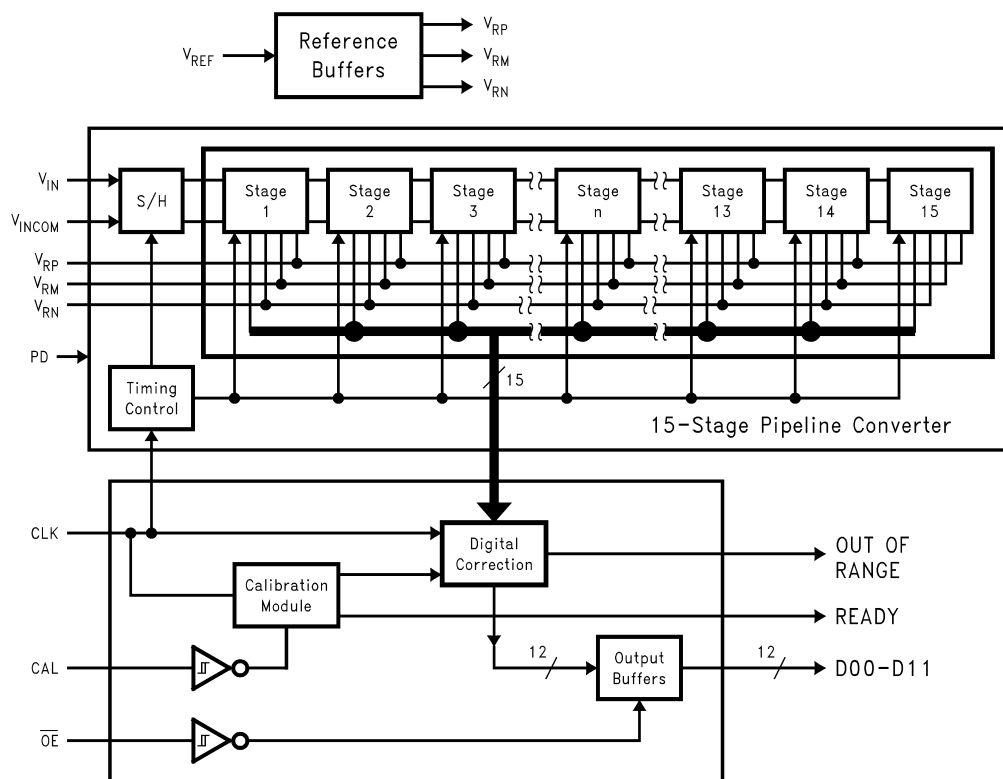 V_REF
Reference
Buffers
V_RP
V_RM
V_RN
V_IN
V_INCOM
V_RP
V_RM
V_RN
PD
S/H
Stage
1
Stage
2
Stage
3
Stage
n
Stage
13
Stage
14
Stage
15
Timing
Control
15
15-Stage Pipeline Converter
CLK
Digital
Correction
OUT OF
RANGE
Calibration
Module
READY
CAL
12
Output
Buffers
12
D00-D11
O̅E̅